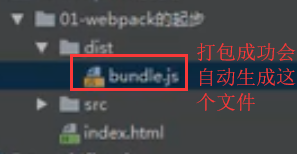 01-webpack的起步
dist
打包成功会
bundle.js
自动生成这
src
个文件
index.html